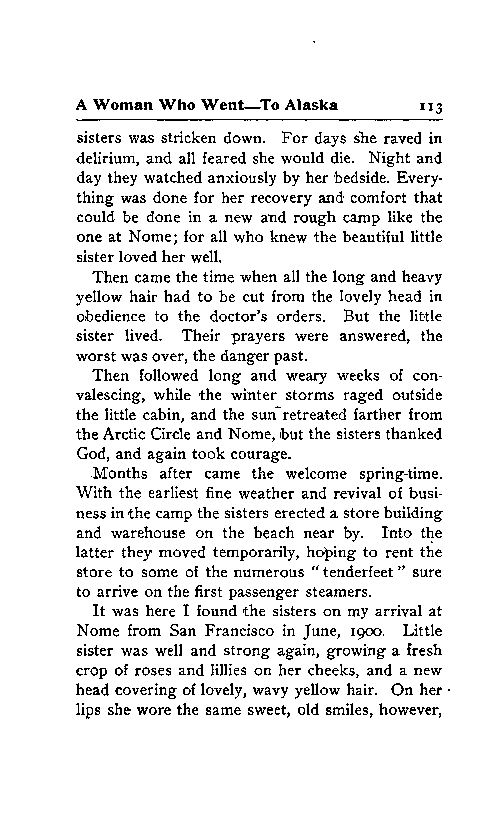 A Woman Who Went—To Alaska 113
sisters was stricken down. For days she raved in
delirium, and all feared she would die. Night and
day they watched anxiously by her bedside. Every-
thing was done for her recovery and comfort that
could be done in a new and rough camp like the
one at Nome; for all who knew the beautiful little
sister loved her well.
Then came the time when all the long and heavy
yellow hair had to be cut from the lovely head in
obedience to the doctor's orders. But the little
sister lived. Their prayers were answered, the
worst was over, the danger past.
Then followed long and weary weeks of con-
valescing, while the winter storms raged outside
the little cabin, and the sun retreated farther from
the Arctic Circle and Nome, but the sisters thanked
God, and again took courage.
Months after came the welcome spring-time.
With the earliest fine weather and revival of busi-
ness in the camp the sisters erected a store building
and warehouse on the beach near by. Into the
latter they moved temporarily, hoping to rent the
store to some of the numerous "tenderfeet" sure
to arrive on the first passenger steamers.
It was here I found the sisters on my arrival at
Nome from San Francisco in June, 1900. Little
sister was well and strong again, growing a fresh
crop of roses and lillies on her cheeks, and a new
head covering of lovely, wavy yellow hair. On her
lips she wore the same sweet, old smiles, however,